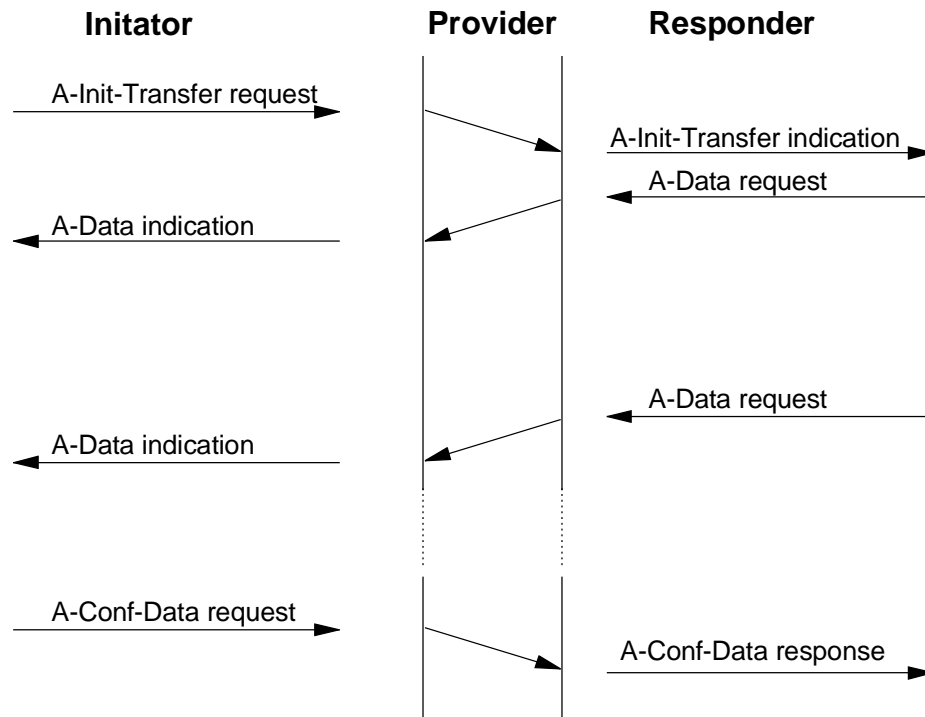 Initator Provider Responder
A-Init-Transfer request
A-Init-Transfer indication
A-Data request
A-Data indication
A-Data request
A-Data indication
A-Conf-Data request
A-Conf-Data response